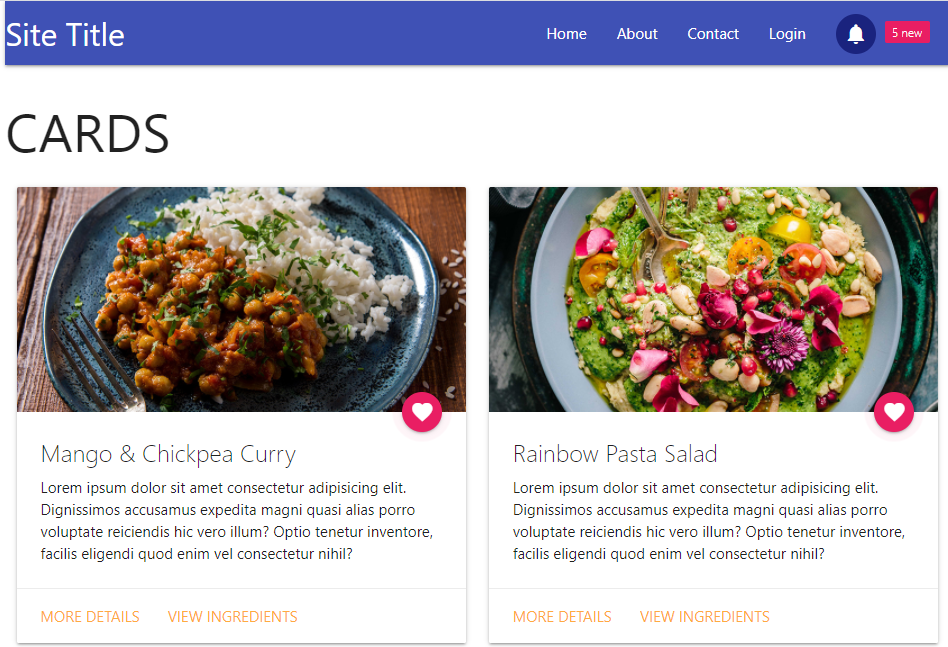 Site Title
Home About Contact Login 5 new
CARDS
Mango & Chickpea Curry
Lorem ipsum dolor sit amet consectetur adipisicing elit.
Dignissimos accusamus expedita magni quasi alias porro
voluptate reiciendis hic vero illum? Optio tenetur inventore,
facilis eligendi quod enim vel consectetur nihil?
MORE DETAILS VIEW INGREDIENTS
Rainbow Pasta Salad
Lorem ipsum dolor sit amet consectetur adipisicing elit.
Dignissimos accusamus expedita magni quasi alias porro
voluptate reiciendis hic vero illum? Optio tenetur inventore,
facilis eligendi quod enim vel consectetur nihil?
MORE DETAILS VIEW INGREDIENTS